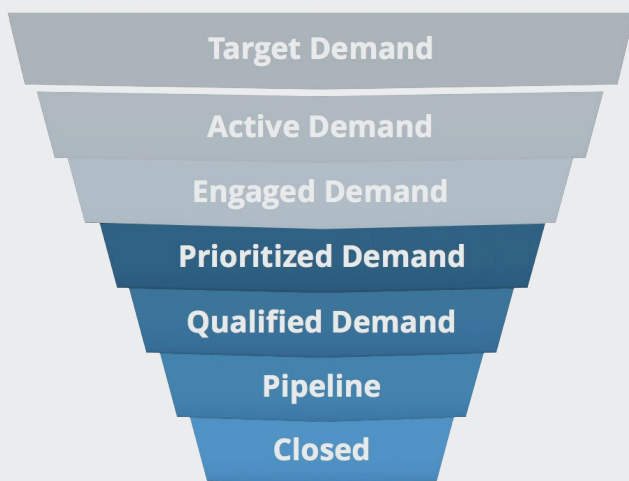 Target Demand
Active Demand
Engaged Demand
Prioritized Demand
Qualified Demand
Pipeline
Closed